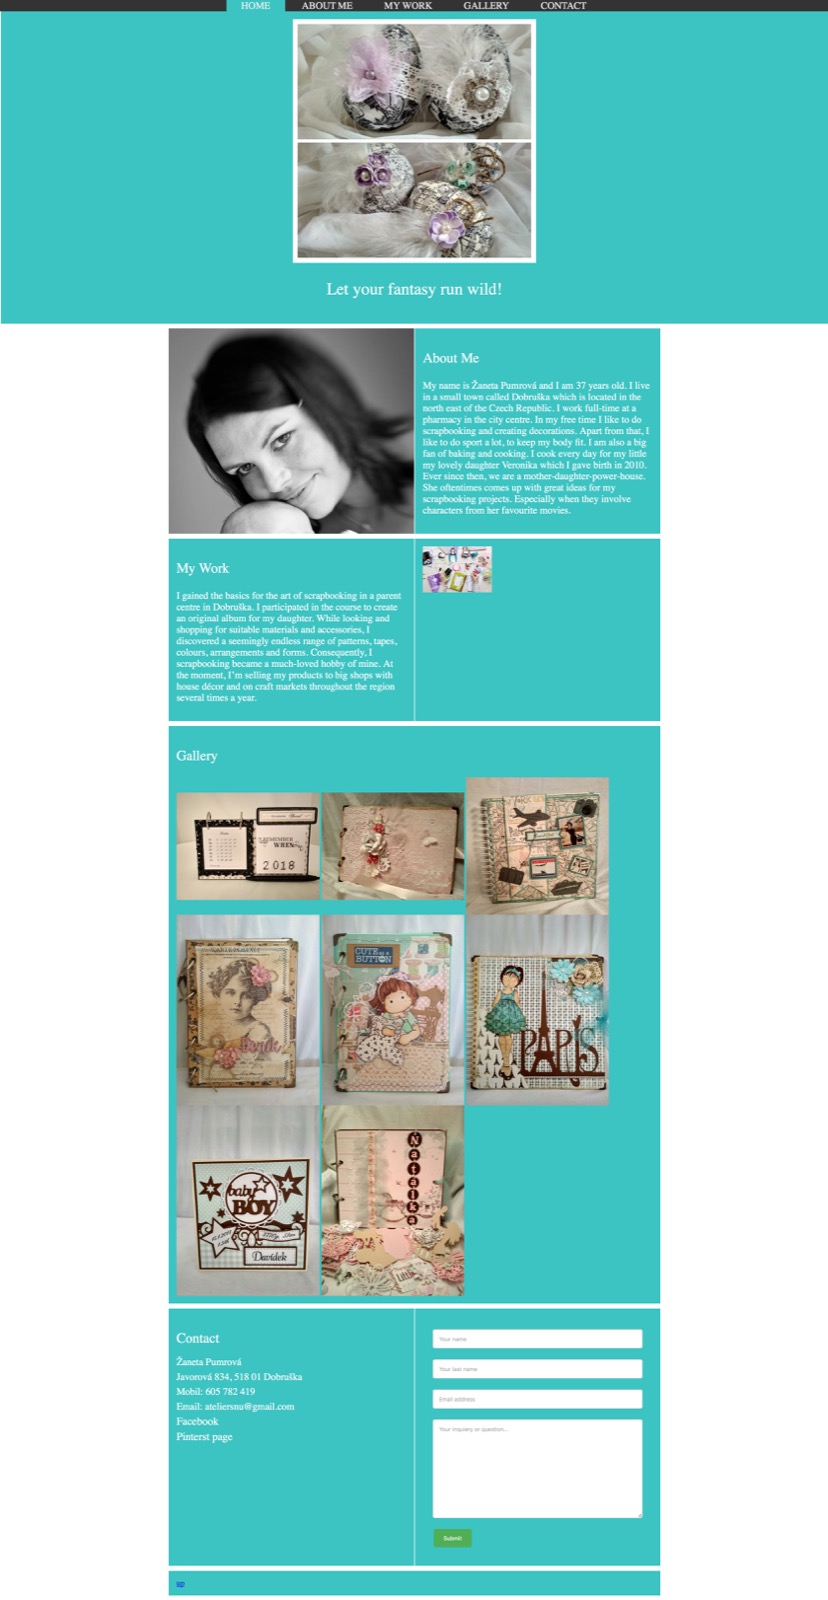 HOME ABOUT ME MY WORK GALLERY CONTACT
Let your fantasy run wild!
About Me
My name is Žaneta Pumrová and I am 37 years old. I live
in a small town called Dobruška which is located in the
north east of the Czech Republic. I work full-time at a
pharmacy in the city centre. In my free time I like to do
scrapbooking and creating decorations. Apart from that, I
like to do sport a lot, to keep my body fit. I am also a big
fan of baking and cooking. I cook every day for my little
my lovely daughter Veronika which I gave birth in 2010.
Ever since then, we are a mother-daughter-power-house.
She oftentimes comes up with great ideas for my
scrapbooking projects. Especially when they involve
characters from her favourite movies.
My Work
I gained the basics for the art of scrapbooking in a parent
centre in Dobruška. I participated in the course to create
an original album for my daughter. While looking and
shopping for suitable materials and accessories, I
discovered a seemingly endless range of patterns, tapes,
colours, arrangements and forms. Consequently, I
scrapbooking became a much-loved hobby of mine. At
the moment, I’m selling my products to big shops with
house décor and on craft markets throughout the region
several times a year.
Gallery
REMEMBER
WHEN
2018
CUTE as a
BUTTON
PARIS
baby
BOY
Davídek
Natálka
Contact
Žaneta Pumrová
Javorová 834, 518 01 Dobruška
Mobil: 605 782 419
Email: ateliersnu@gmail.com
Facebook
Pinterst page
Your name
Your last name
Email address
Your inquiery or question...
Submit